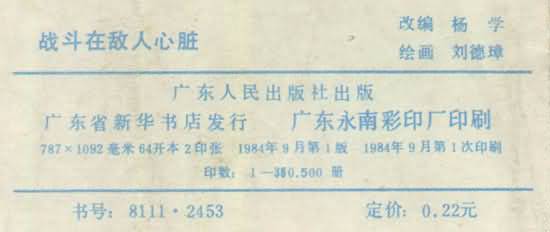 战斗在敌人心脏
改编 杨学
绘画 刘德璋
广东人民出版社出版
广东省新华书店发行 广东永南彩印厂印刷
787×1092毫米 64开本 2印张 1984年9月第1版 1984年9月第1次印刷
印数: 1—380,500 册
书号: 8111·2453 定价: 0.22元